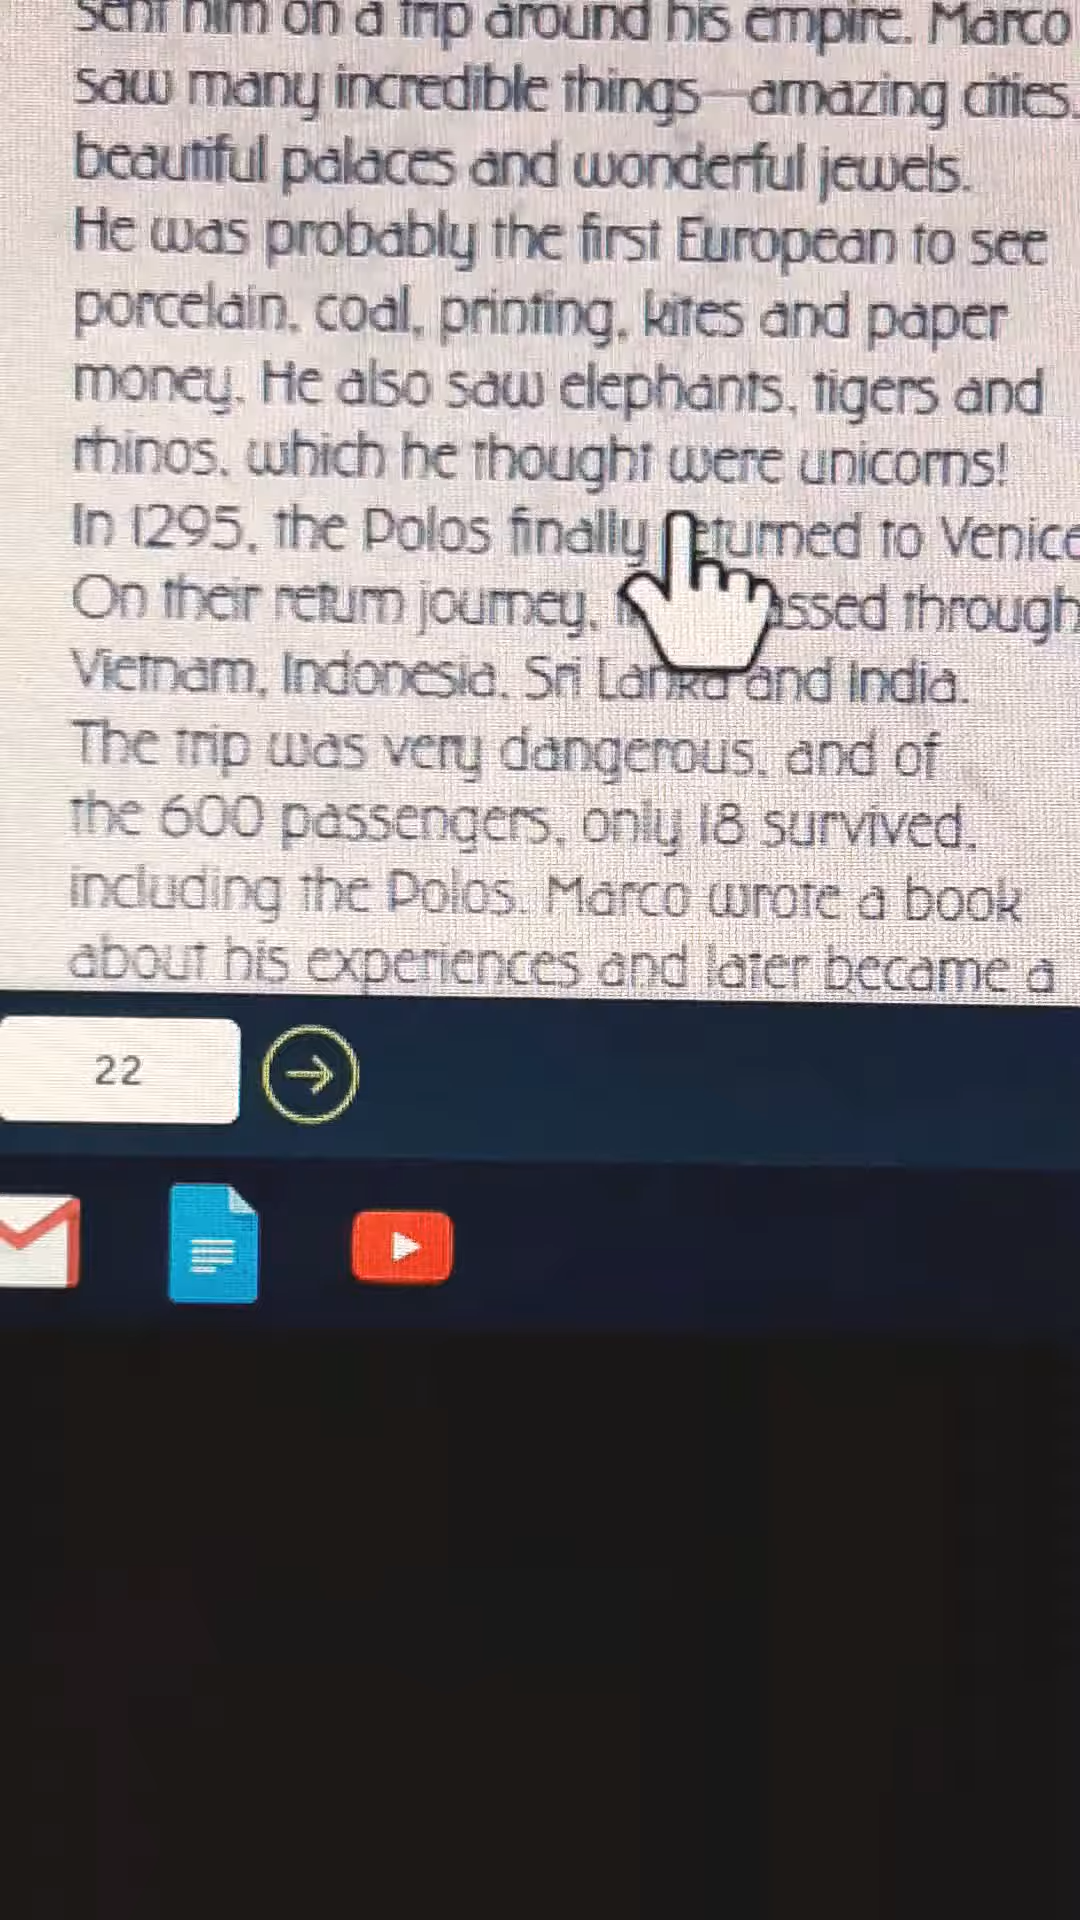 sent him on a trip around his empire. Marco
saw many incredible things—amazing cities,
beautiful palaces and wonderful jewels.
He was probably the first European to see
porcelain, coal, printing, kites and paper
money. He also saw elephants, tigers and
rhinos, which he thought were unicorns!
In 1295, the Polos finally returned to Venice
On their return journey, passed through
Vietnam, Indonesia, Sri Lanka and India.
The trip was very dangerous, and of
the 600 passengers, only 18 survived,
including the Polos. Marco wrote a book
about his experiences and later became a
22